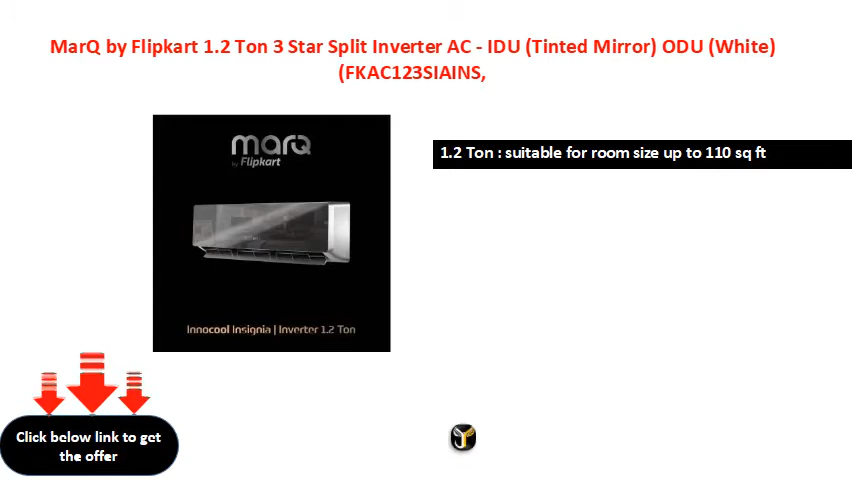 MarQ by Flipkart 1.2 Ton 3 Star Split Inverter AC - IDU (Tinted Mirror) ODU (White)
(FKAC123SIAINS,
marQ
by Flipkart
1.2 Ton : suitable for room size up to 110 sq ft
Innocool Insignia | Inverter 1.2 Ton
Click below link to get
the offer